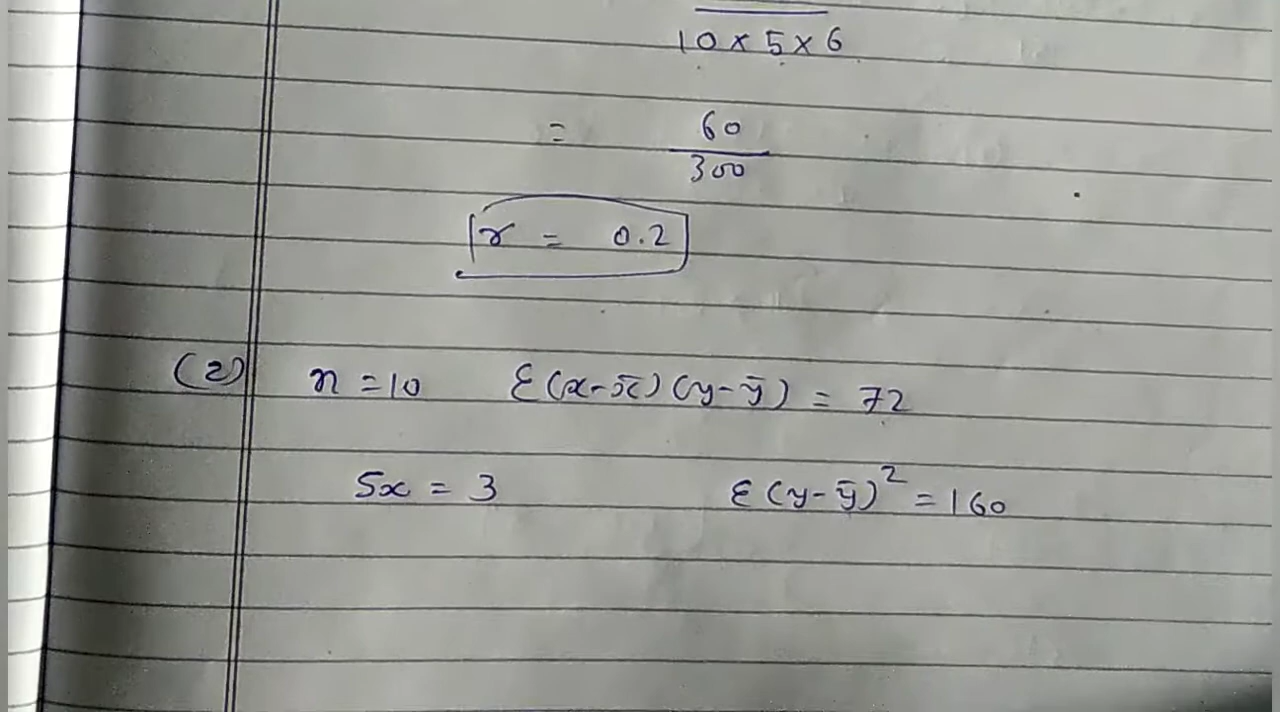 10 × 5 × 6
= 60
300
r = 0.2
(2) n = 10 Ɛ(x-x̄)(y-ȳ) = 72
Sx = 3 Ɛ(y-ȳ)² = 160